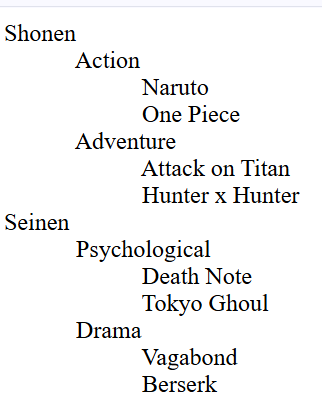 Shonen
Action
Naruto
One Piece
Adventure
Attack on Titan
Hunter x Hunter
Seinen
Psychological
Death Note
Tokyo Ghoul
Drama
Vagabond
Berserk